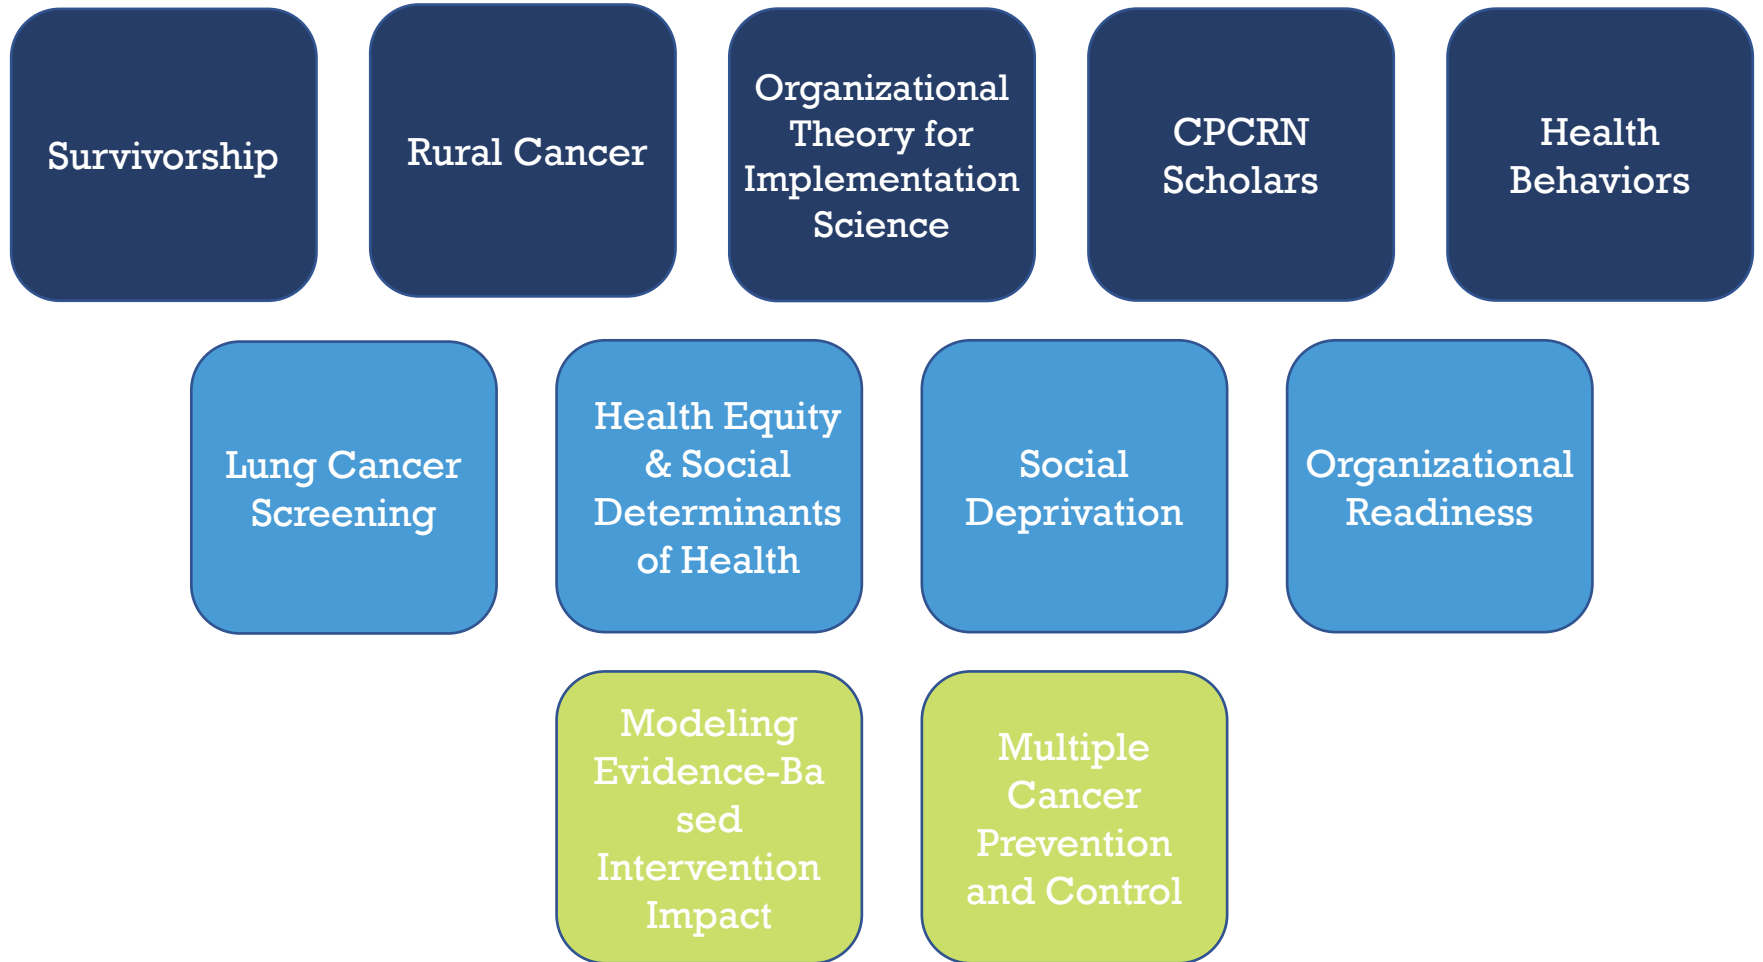 Survivorship
Rural Cancer
Organizational
Theory for
Implementation
Science
CPCRN
Scholars
Health
Behaviors
Lung Cancer
Screening
Health Equity
& Social
Determinants
of Health
Social
Deprivation
Organizational
Readiness
Modeling
Evidence-Ba
sed
Intervention
Impact
Multiple
Cancer
Prevention
and Control